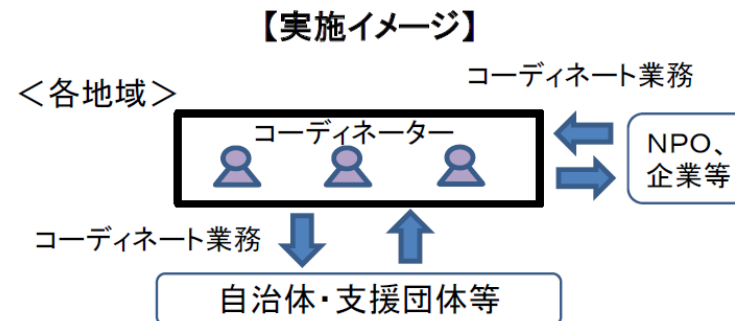 【実施イメージ】
コーディネート業務
＜各地域＞
コーディネーター
NPO、
企業等
コーディネート業務
自治体・支援団体等